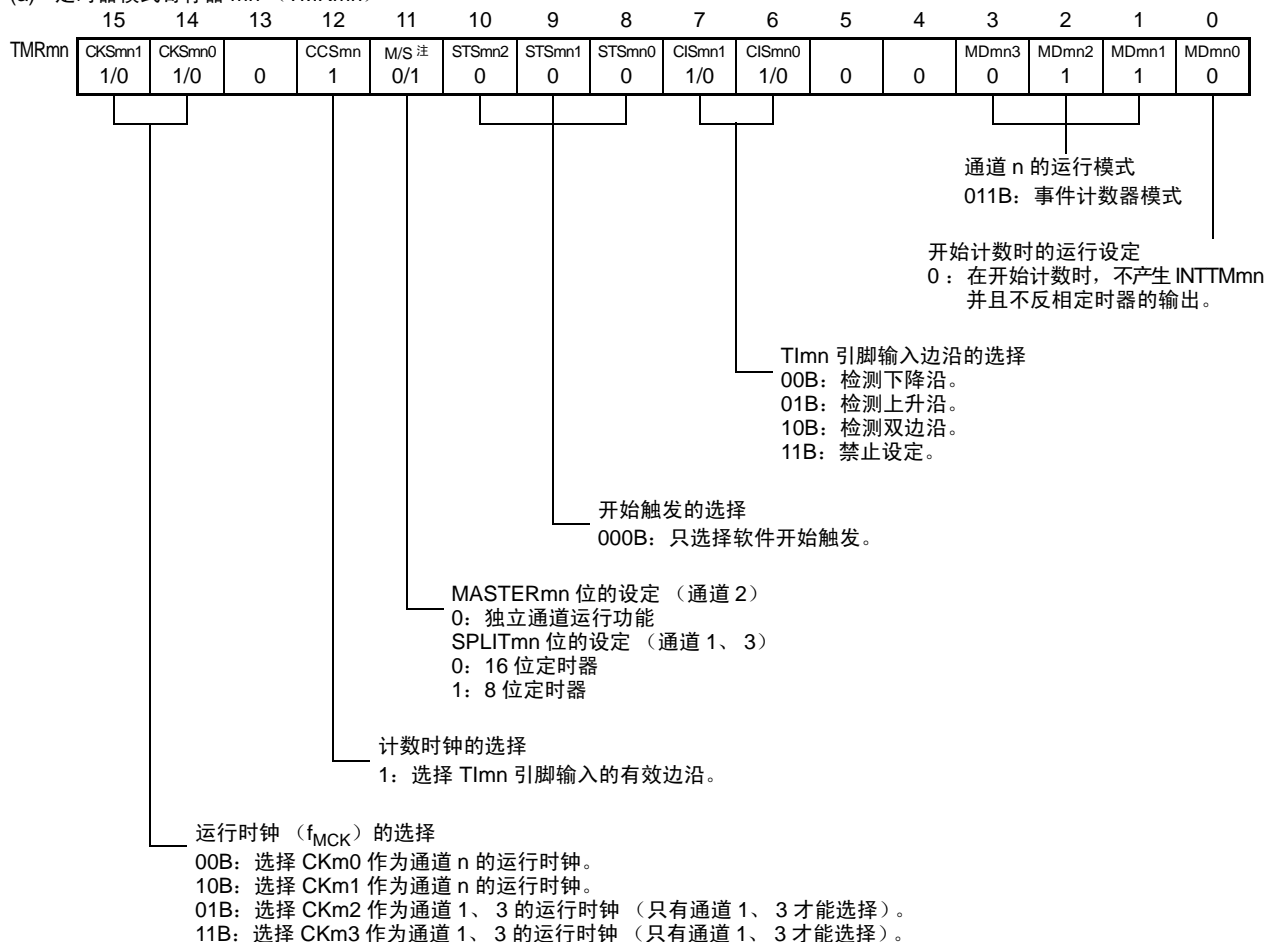 15 14 13 12 11 10 9 8 7 6 5 4 3 2 1 0
TMRmn CKSmn1 CKSmn0 CCSmn M/S 注 STSmn2 STSmn1 STSmn0 CISmn1 CISmn0 MDmn3 MDmn2 MDmn1 MDmn0
1/0 1/0 0 1 0/1 0 0 0 1/0 1/0 0 0 0 1 1 0
通道 n 的运行模式
011B：事件计数器模式
开始计数时的运行设定
0 ：在开始计数时，不产生 INTTMmn
并且不反相定时器的输出。
TImn 引脚输入边沿的选择
00B：检测下降沿。
01B：检测上升沿。
10B：检测双边沿。
11B：禁止设定。
开始触发的选择
000B：只选择软件开始触发。
MASTERmn 位的设定 （通道 2）
0：独立通道运行功能
SPLITmn 位的设定 （通道 1、 3）
0：16 位定时器
1：8 位定时器
计数时钟的选择
1：选择 TImn 引脚输入的有效边沿。
运行时钟 （fMCK）的选择
00B：选择 CKm0 作为通道 n 的运行时钟。
10B：选择 CKm1 作为通道 n 的运行时钟。
01B：选择 CKm2 作为通道 1、 3 的运行时钟 （只有通道 1、 3 才能选择）。
11B：选择 CKm3 作为通道 1、 3 的运行时钟 （只有通道 1、 3 才能选择）。